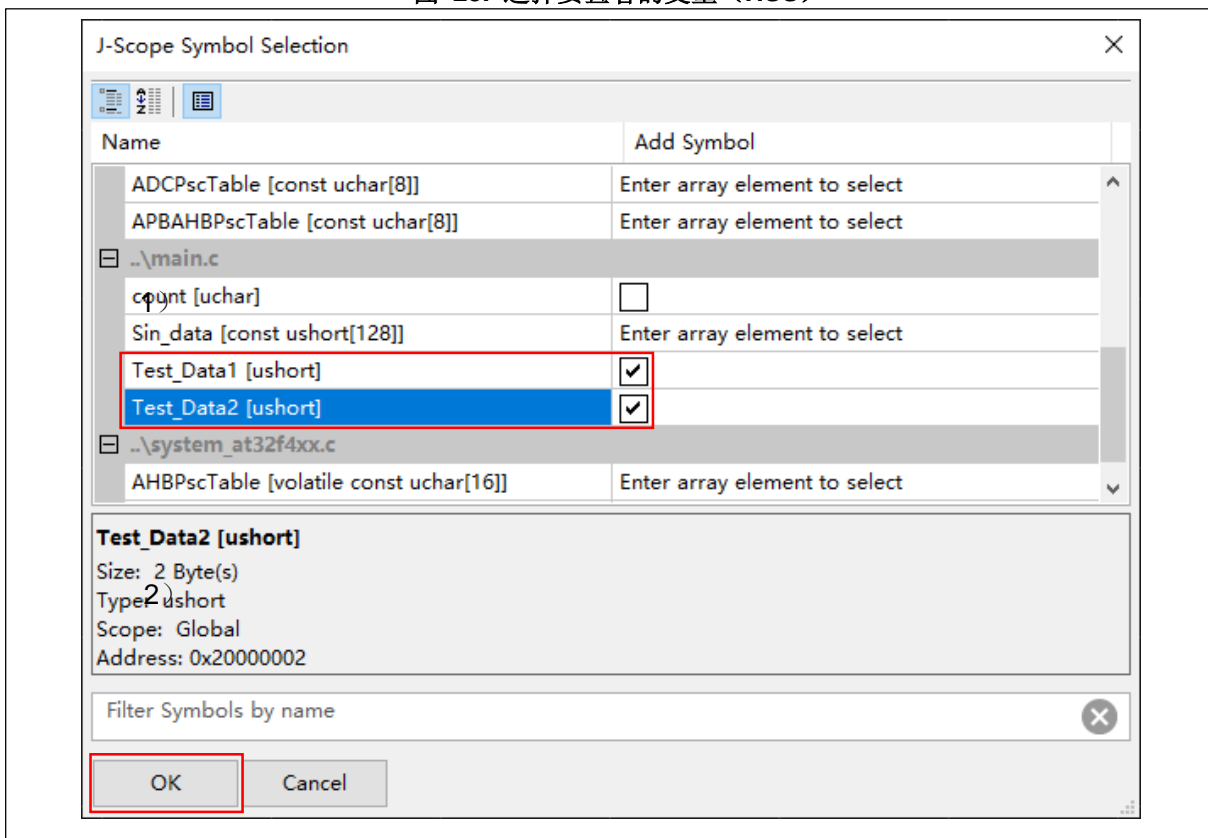 J-Scope Symbol Selection
Name Add Symbol
ADCPscTable [const uchar[8]] Enter array element to select
APBAHBPscTable [const uchar[8]] Enter array element to select
..\main.c
count [uchar]
1）
Sin_data [const ushort[128]] Enter array element to select
Test_Data1 [ushort]
Test_Data2 [ushort]
..\system_at32f4xx.c
AHBPscTable [volatile const uchar[16]] Enter array element to select
Test_Data2 [ushort]
Size: 2 Byte(s)
Type: ushort
2）
Scope: Global
Address: 0x20000002
Filter Symbols by name
OK Cancel